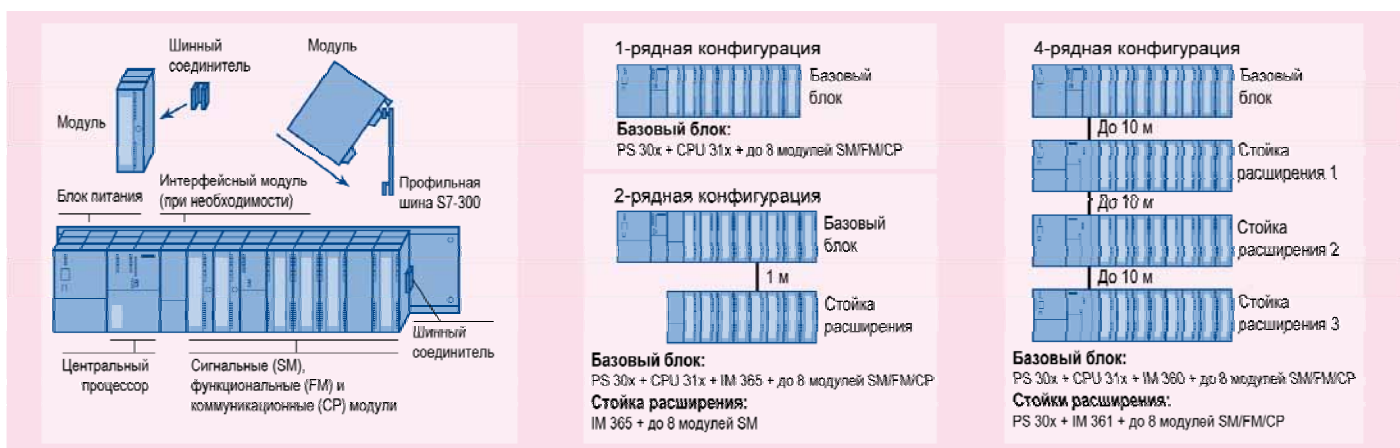 Шинный
соединитель
Модуль
Модуль
Профильная
шина S7-300
Интерфейсный модуль
(при необходимости)
Блок питания
Шинный
соединитель
Центральный
процессор
Сигнальные (SM),
функциональные (FM) и
коммуникационные (CP) модули
1-рядная конфигурация
Базовый
блок
Базовый блок:
PS 30x + CPU 31x + до 8 модулей SM/FM/CP
2-рядная конфигурация
Базовый
блок
1 м
Стойка
расширения
Базовый блок:
PS 30x + CPU 31x + IM 365 + до 8 модулей SM/FM/CP
Стойка расширения:
IM 365 + до 8 модулей SM
4-рядная конфигурация
Базовый
блок
До 10 м
Стойка
расширения 1
До 10 м
Стойка
расширения 2
До 10 м
Стойка
расширения 3
Базовый блок:
PS 30x + CPU 31x + IM 360 + до 8 модулей SM/FM/CP
Стойки расширения:
PS 30x + IM 361 + до 8 модулей SM/FM/CP